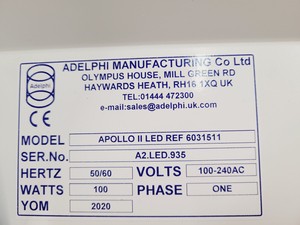 ADELPHI MANUFACTURING Co Ltd
OLYMPUS HOUSE, MILL GREEN RD
HAYWARDS HEATH, RH16 1XQ UK
TEL:01444 472300
e-mail:sales@adelphi.uk.com
Adelphi
CE
MODEL APOLLO II LED REF 6031511
SER.No. A2.LED.935
HERTZ 50/60 VOLTS 100-240AC
WATTS 100 PHASE ONE
YOM 2020